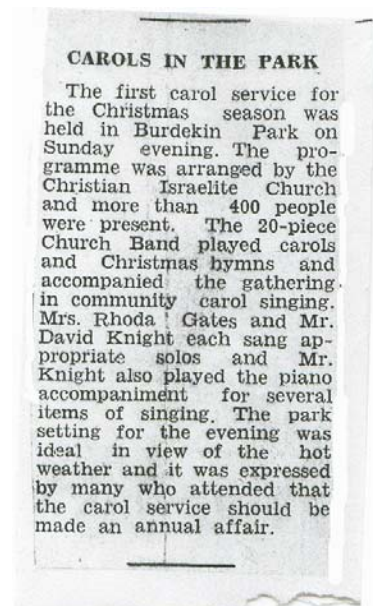 CAROLS IN THE PARK
The first carol service for
the Christmas season was
held in Burdekin Park on
Sunday evening. The pro-
gramme was arranged by the
Christian Israelite Church
and more than 400 people
were present. The 20-piece
Church Band played carols
and Christmas hymns and
accompanied the gathering
in community carol singing.
Mrs. Rhoda Gates and Mr.
David Knight each sang ap-
propriate solos and Mr.
Knight also played the piano
accompaniment for several
items of singing. The park
setting for the evening was
ideal in view of the hot
weather and it was expressed
by many who attended that
the carol service should be
made an annual affair.